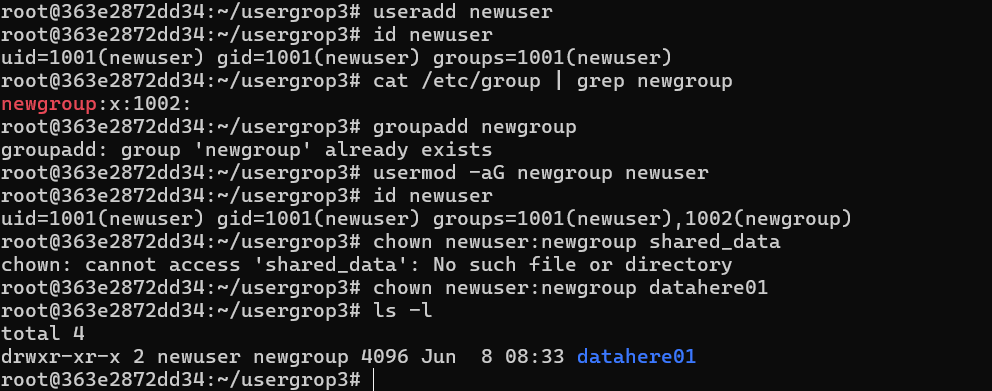 root@363e2872dd34:~/usergrop3# useradd newuser
root@363e2872dd34:~/usergrop3# id newuser
uid=1001(newuser) gid=1001(newuser) groups=1001(newuser)
root@363e2872dd34:~/usergrop3# cat /etc/group | grep newgroup
newgroup:x:1002:
root@363e2872dd34:~/usergrop3# groupadd newgroup
groupadd: group 'newgroup' already exists
root@363e2872dd34:~/usergrop3# usermod -aG newgroup newuser
root@363e2872dd34:~/usergrop3# id newuser
uid=1001(newuser) gid=1001(newuser) groups=1001(newuser),1002(newgroup)
root@363e2872dd34:~/usergrop3# chown newuser:newgroup shared_data
chown: cannot access 'shared_data': No such file or directory
root@363e2872dd34:~/usergrop3# chown newuser:newgroup datahere01
root@363e2872dd34:~/usergrop3# ls -l
total 4
drwxr-xr-x 2 newuser newgroup 4096 Jun  8 08:33 datahere01
root@363e2872dd34:~/usergrop3#